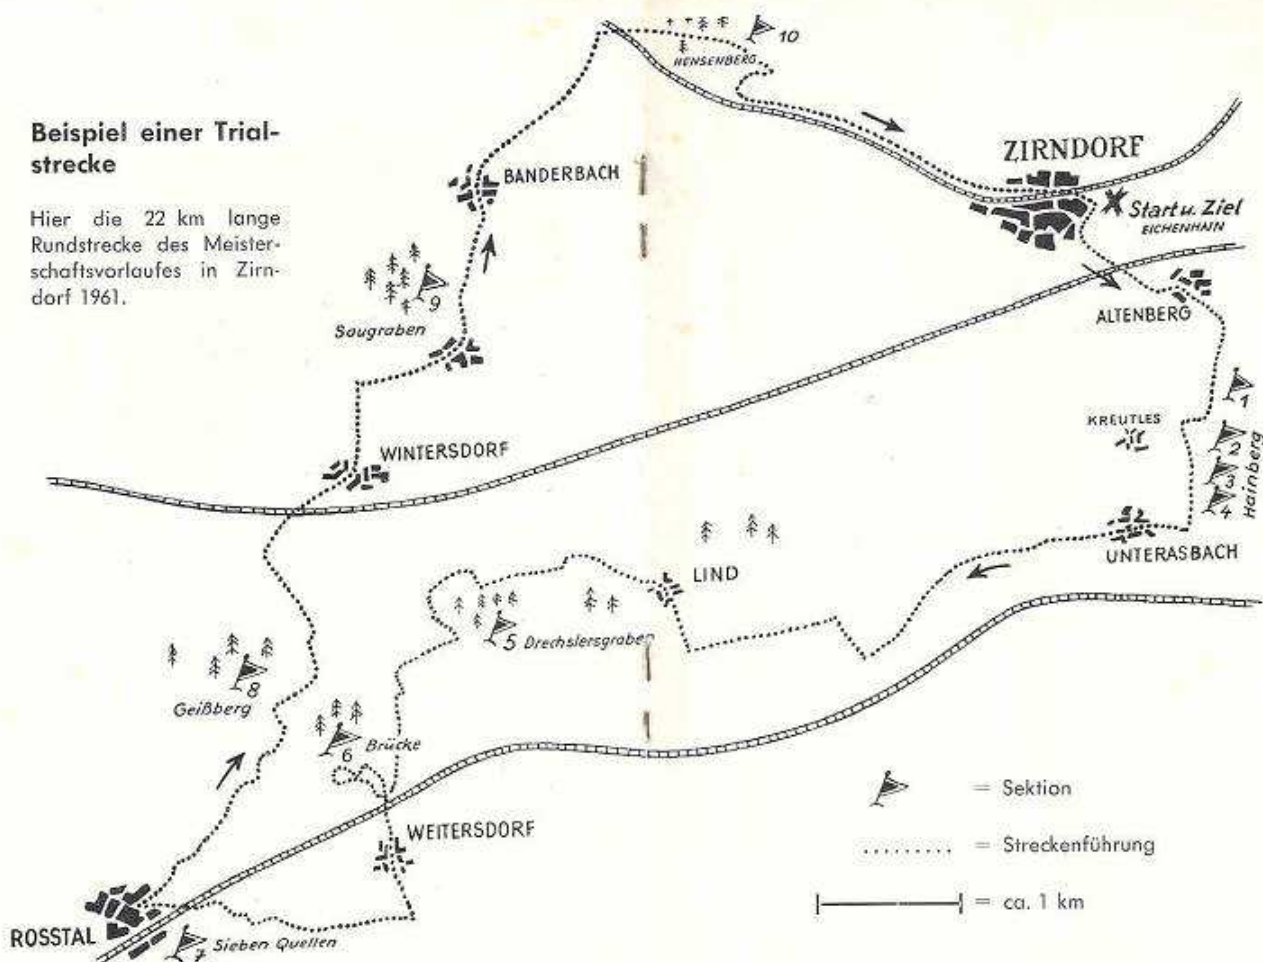 Beispiel einer Trial-
strecke
Hier die 22 km lange
Rundstrecke des Meister-
schaftsvorlaufes in Zirn-
dorf 1961.
10
HENSENBERG
ZIRNDORF
Start u. Ziel
EICHENHAIN
BANDERBACH
9
Saugraben
ALTENBERG
1
KREUTLES
2
3
4
Hainberg
WINTERSDORF
UNTERASBACH
LIND
5 Drechslersgraben
8
Geißberg
6 Brücke
WEITERSDORF
ROSSTAL
7 Sieben Quellen
= Sektion
= Streckenführung
= ca. 1 km